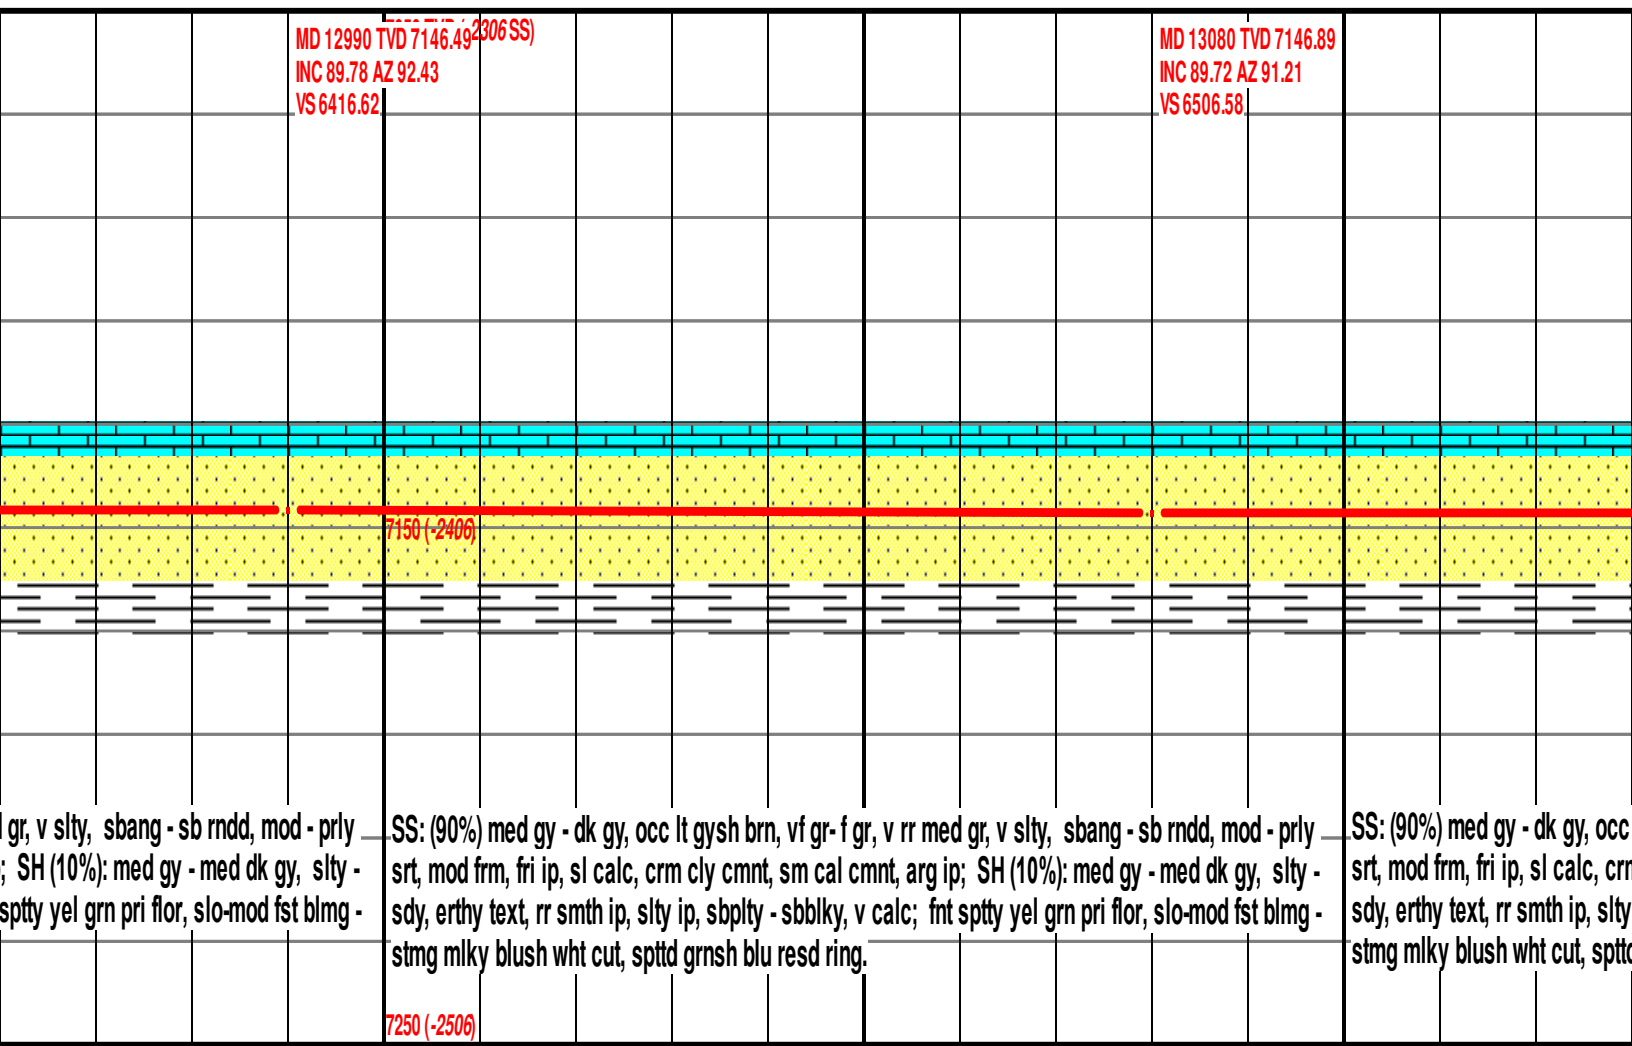 MD 12990 TVD 7146.49
INC 89.78 AZ 92.43
VS 6416.62
2306 SS)
MD 13080 TVD 7146.89
INC 89.72 AZ 91.21
VS 6506.58
7150 (-2406)
gr, v slty, sbang - sb rndd, mod - prly
; SH (10%): med gy - med dk gy, slty -
sptty yel grn pri flor, slo-mod fst blmg -
SS: (90%) med gy - dk gy, occ lt gysh brn, vf gr- f gr, v rr med gr, v slty, sbang - sb rndd, mod - prly
srt, mod frm, fri ip, sl calc, crm cly cmnt, sm cal cmnt, arg ip; SH (10%): med gy - med dk gy, slty -
sdy, erthy text, rr smth ip, slty ip, sbplty - sbblky, v calc; fnt sptty yel grn pri flor, slo-mod fst blmg -
stmg mlky blush wht cut, spttd grnsh blu resd ring.
SS: (90%) med gy - dk gy, occ
srt, mod frm, fri ip, sl calc, crm
sdy, erthy text, rr smth ip, slty
stmg mlky blush wht cut, spttd
7250 (-2506)